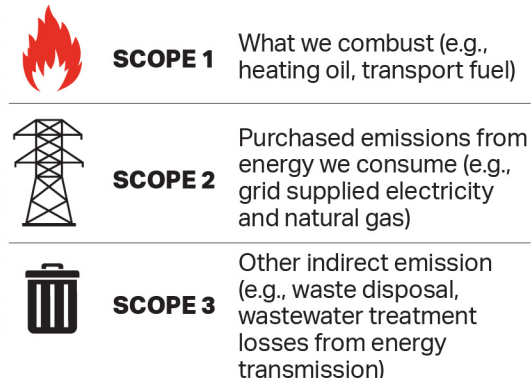 SCOPE 1
What we combust (e.g.,
heating oil, transport fuel)
SCOPE 2
Purchased emissions from
energy we consume (e.g.,
grid supplied electricity
and natural gas)
SCOPE 3
Other indirect emission
(e.g., waste disposal,
wastewater treatment
losses from energy
transmission)